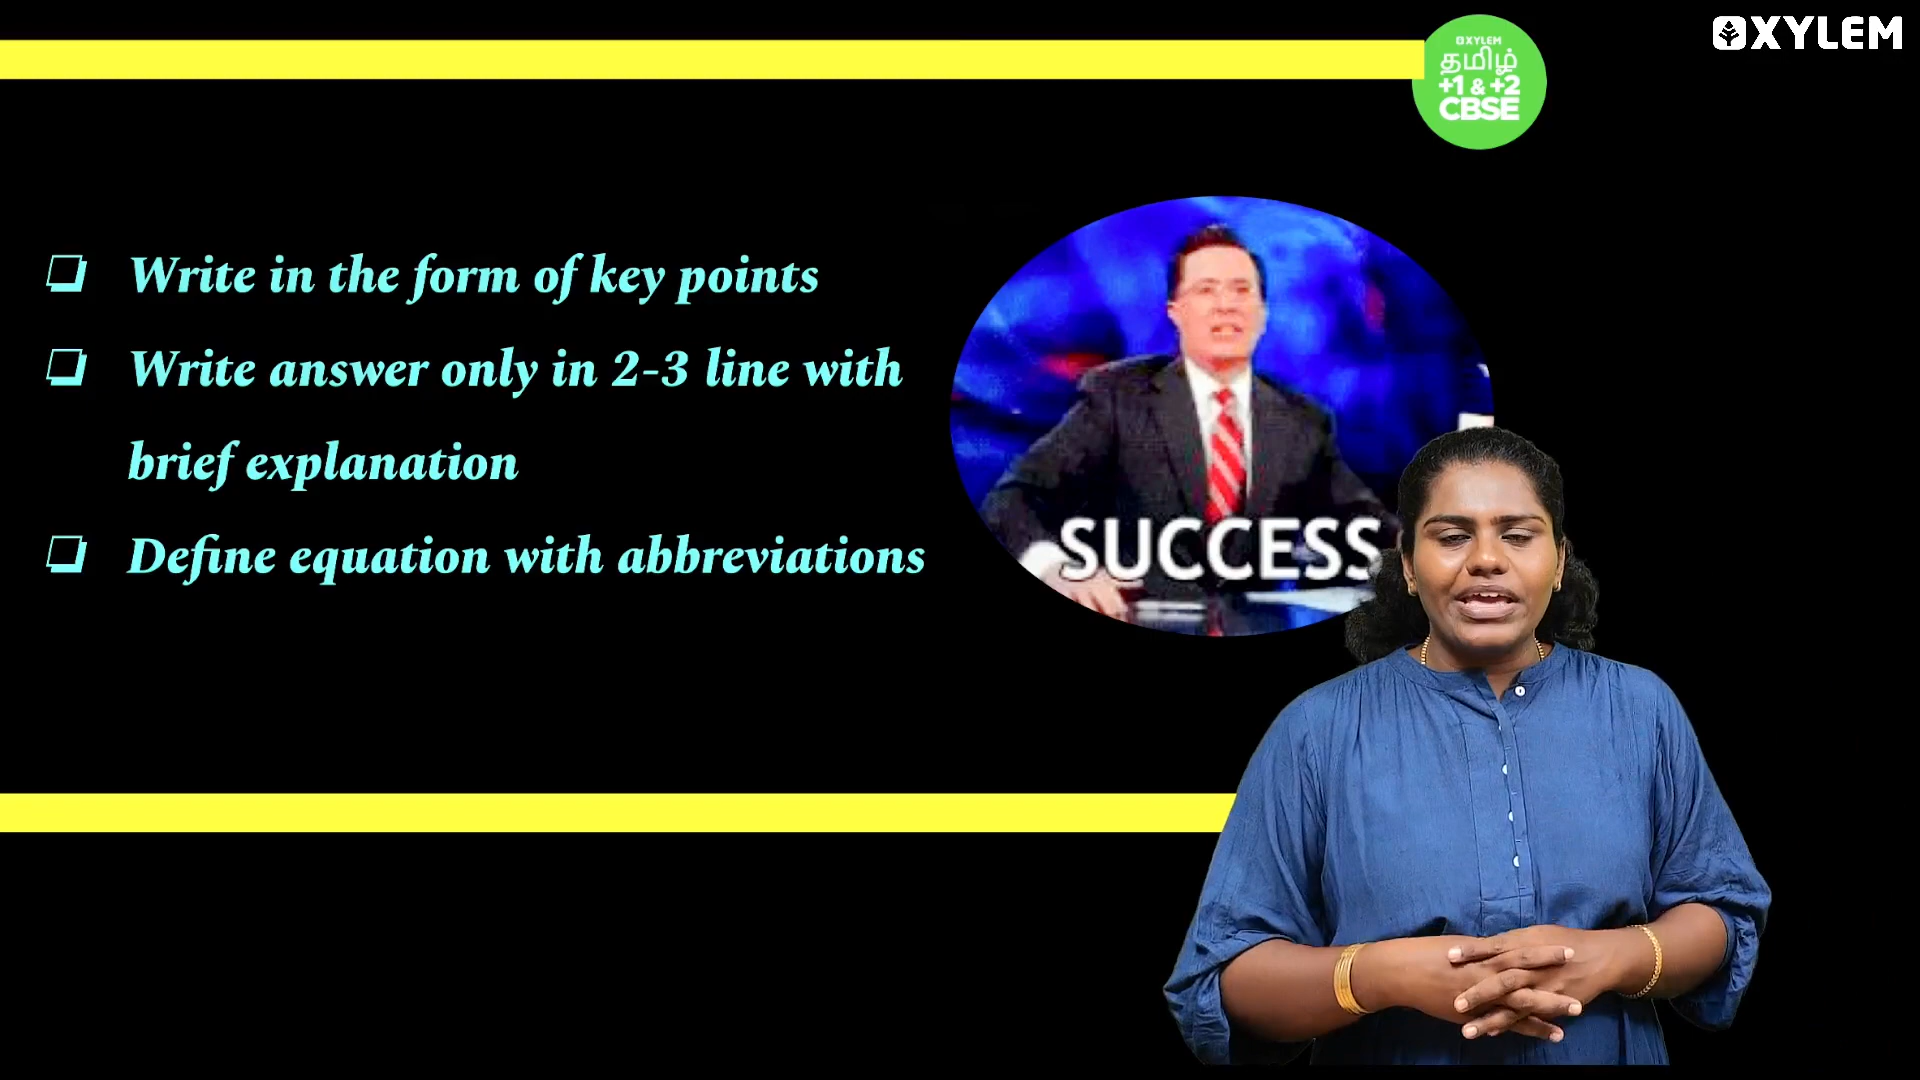 XYLEM
XYLEM
தமிழ்
+1 & +2
CBSE
Write in the form of key points
Write answer only in 2-3 line with
brief explanation
Define equation with abbreviations
SUCCESS